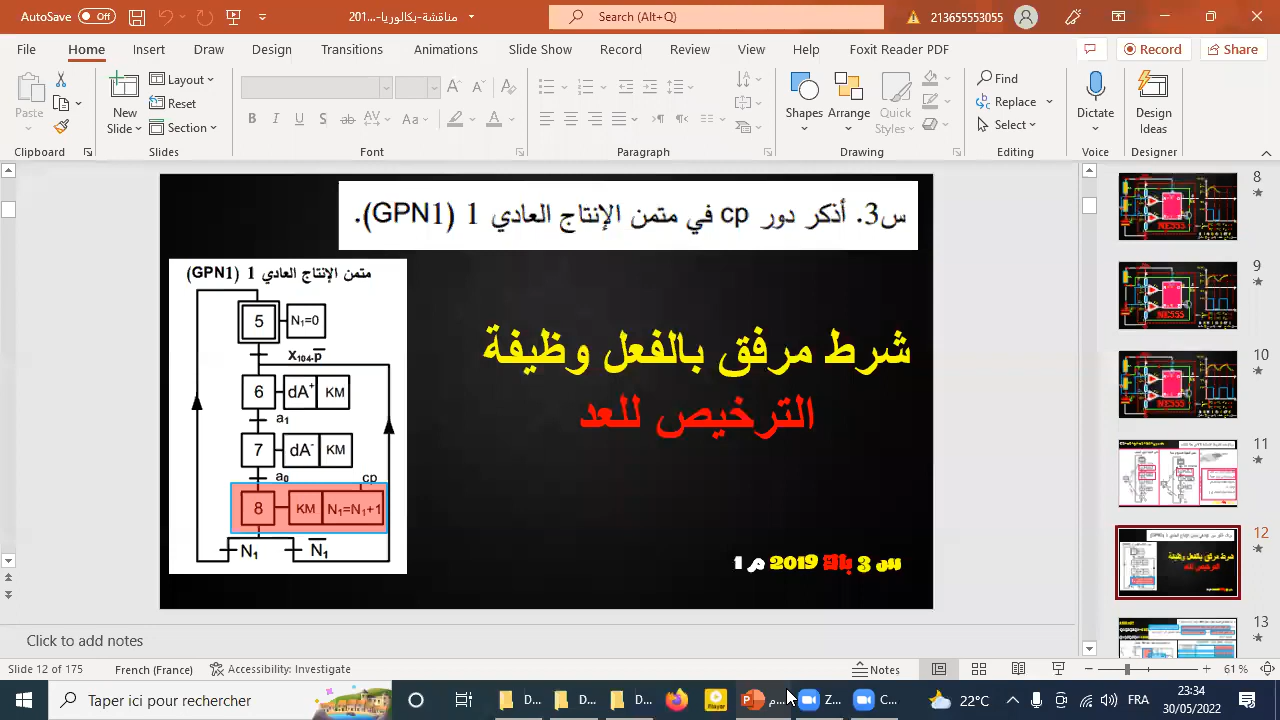 AutoSave Off
مناقشة-بكالوريا-...201
Search (Alt+Q)
213655553055
File Home Insert Draw Design Transitions Animations Slide Show Record Review View Help Foxit Reader PDF
Record Share
Paste
New Slide
Layout
Reset
Section
Shapes
Arrange
Quick Styles
Find
Replace
Select
Dictate
Design Ideas
Clipboard Slides Font Paragraph Drawing Editing Voice Designer
س3. أذكر دور cp في متمن الإنتاج العادي 1 (GPN1).
متمن الإنتاج العادي 1 (GPN1)
5 N1=0
X104.p̅
6 dA+ KM
a1
7 dA- KM
a0 cp
8 KM N1=N1+1
N1 N̅1
شرط مرفق بالفعل وظيفة
الترخيص للعد
س 3 باك 2019 م 1
8
9
10
11
12
13
Click to add notes
Slide 12 of 175 French (France) Accessibility: Investigate Notes 61 %
Taper ici pour rechercher
D... D... D... م... Z... C...
22°C FRA
23:34
30/05/2022